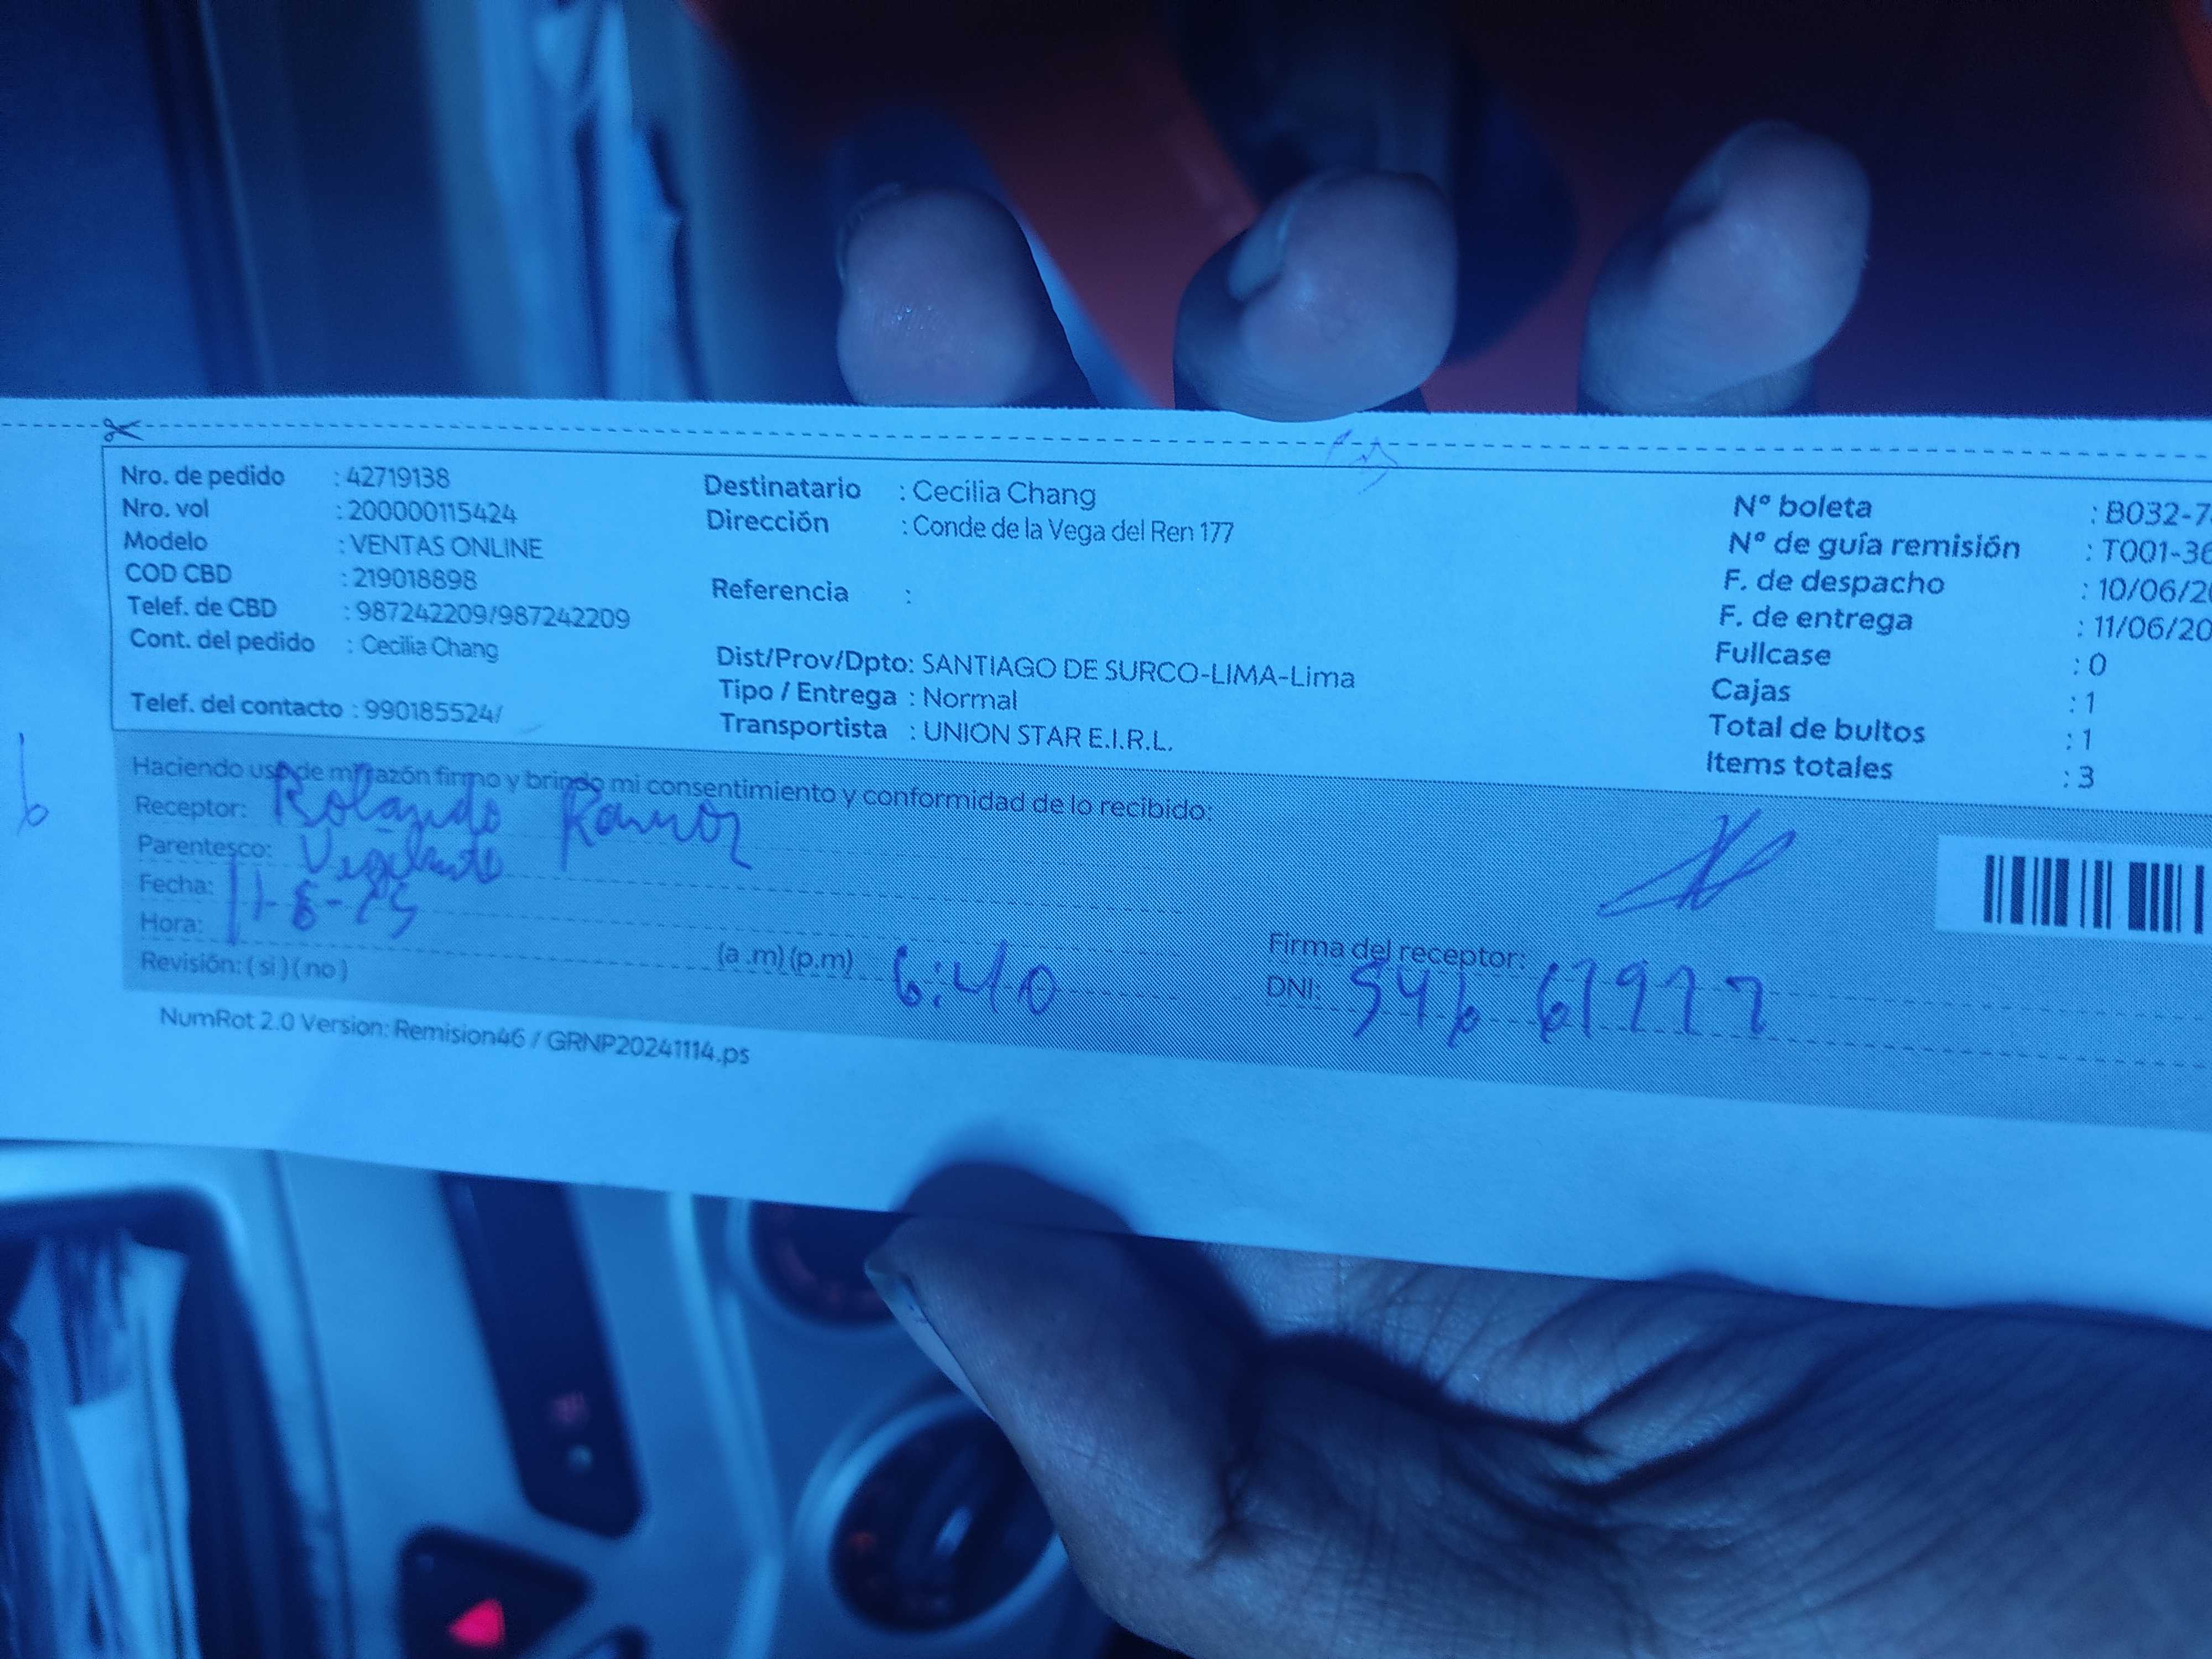 Nro. de pedido : 42719138
Nro. vol : 200000115424
Modelo : VENTAS ONLINE
COD CBD : 219018898
Telef. de CBD : 987242209/987242209
Cont. del pedido : Cecilia Chang
Telef. del contacto : 990185524/
Destinatario : Cecilia Chang
Dirección : Conde de la Vega del Ren 177
Referencia :
Dist/Prov/Dpto: SANTIAGO DE SURCO-LIMA-Lima
Tipo / Entrega : Normal
Transportista : UNION STAR E.I.R.L.
Nº boleta : B032-7
Nº de guía remisión : T001-36
F. de despacho : 10/06/20
F. de entrega : 11/06/20
Fullcase : 0
Cajas : 1
Total de bultos : 1
Items totales : 3
Haciendo uso de mi razón firmo y brindo mi consentimiento y conformidad de lo recibido:
Receptor: Rolando Ramos
Parentesco: Vigilante
Fecha:
Hora: (a.m) (p.m) 6:40
Revisión: ( si ) ( no )
Firma del receptor:
DNI:
NumRot 2.0 Version: Remision46 / GRNP20241114.ps